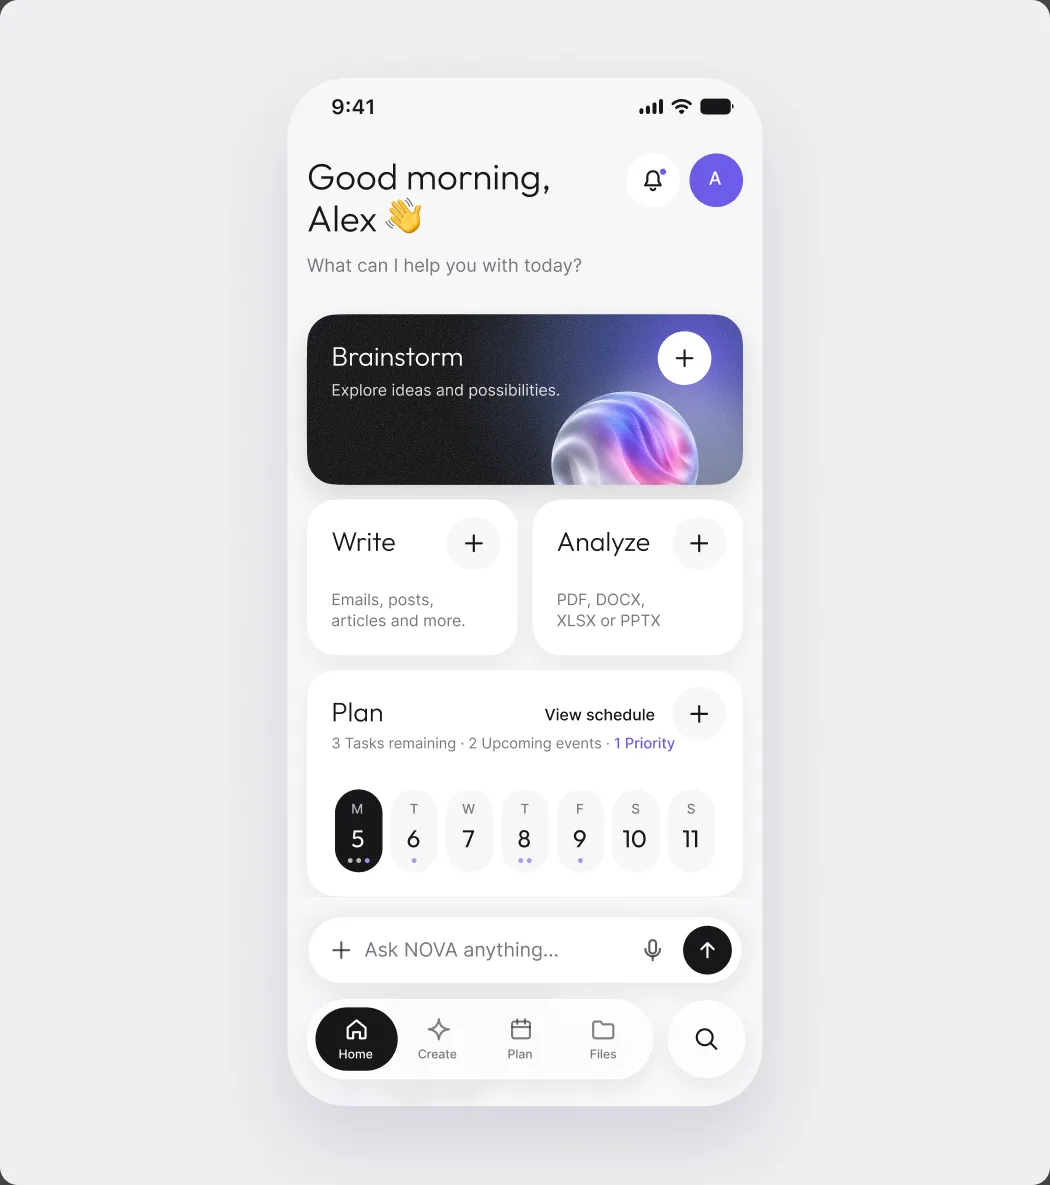 9:41
Good morning,
Alex 👋
A
What can I help you with today?
Brainstorm
Explore ideas and possibilities.
Write
Emails, posts,
articles and more.
Analyze
PDF, DOCX,
XLSX or PPTX
Plan
View schedule
3 Tasks remaining · 2 Upcoming events · 1 Priority
M T W T F S S
5 6 7 8 9 10 11
Ask NOVA anything...
Home Create Plan Files